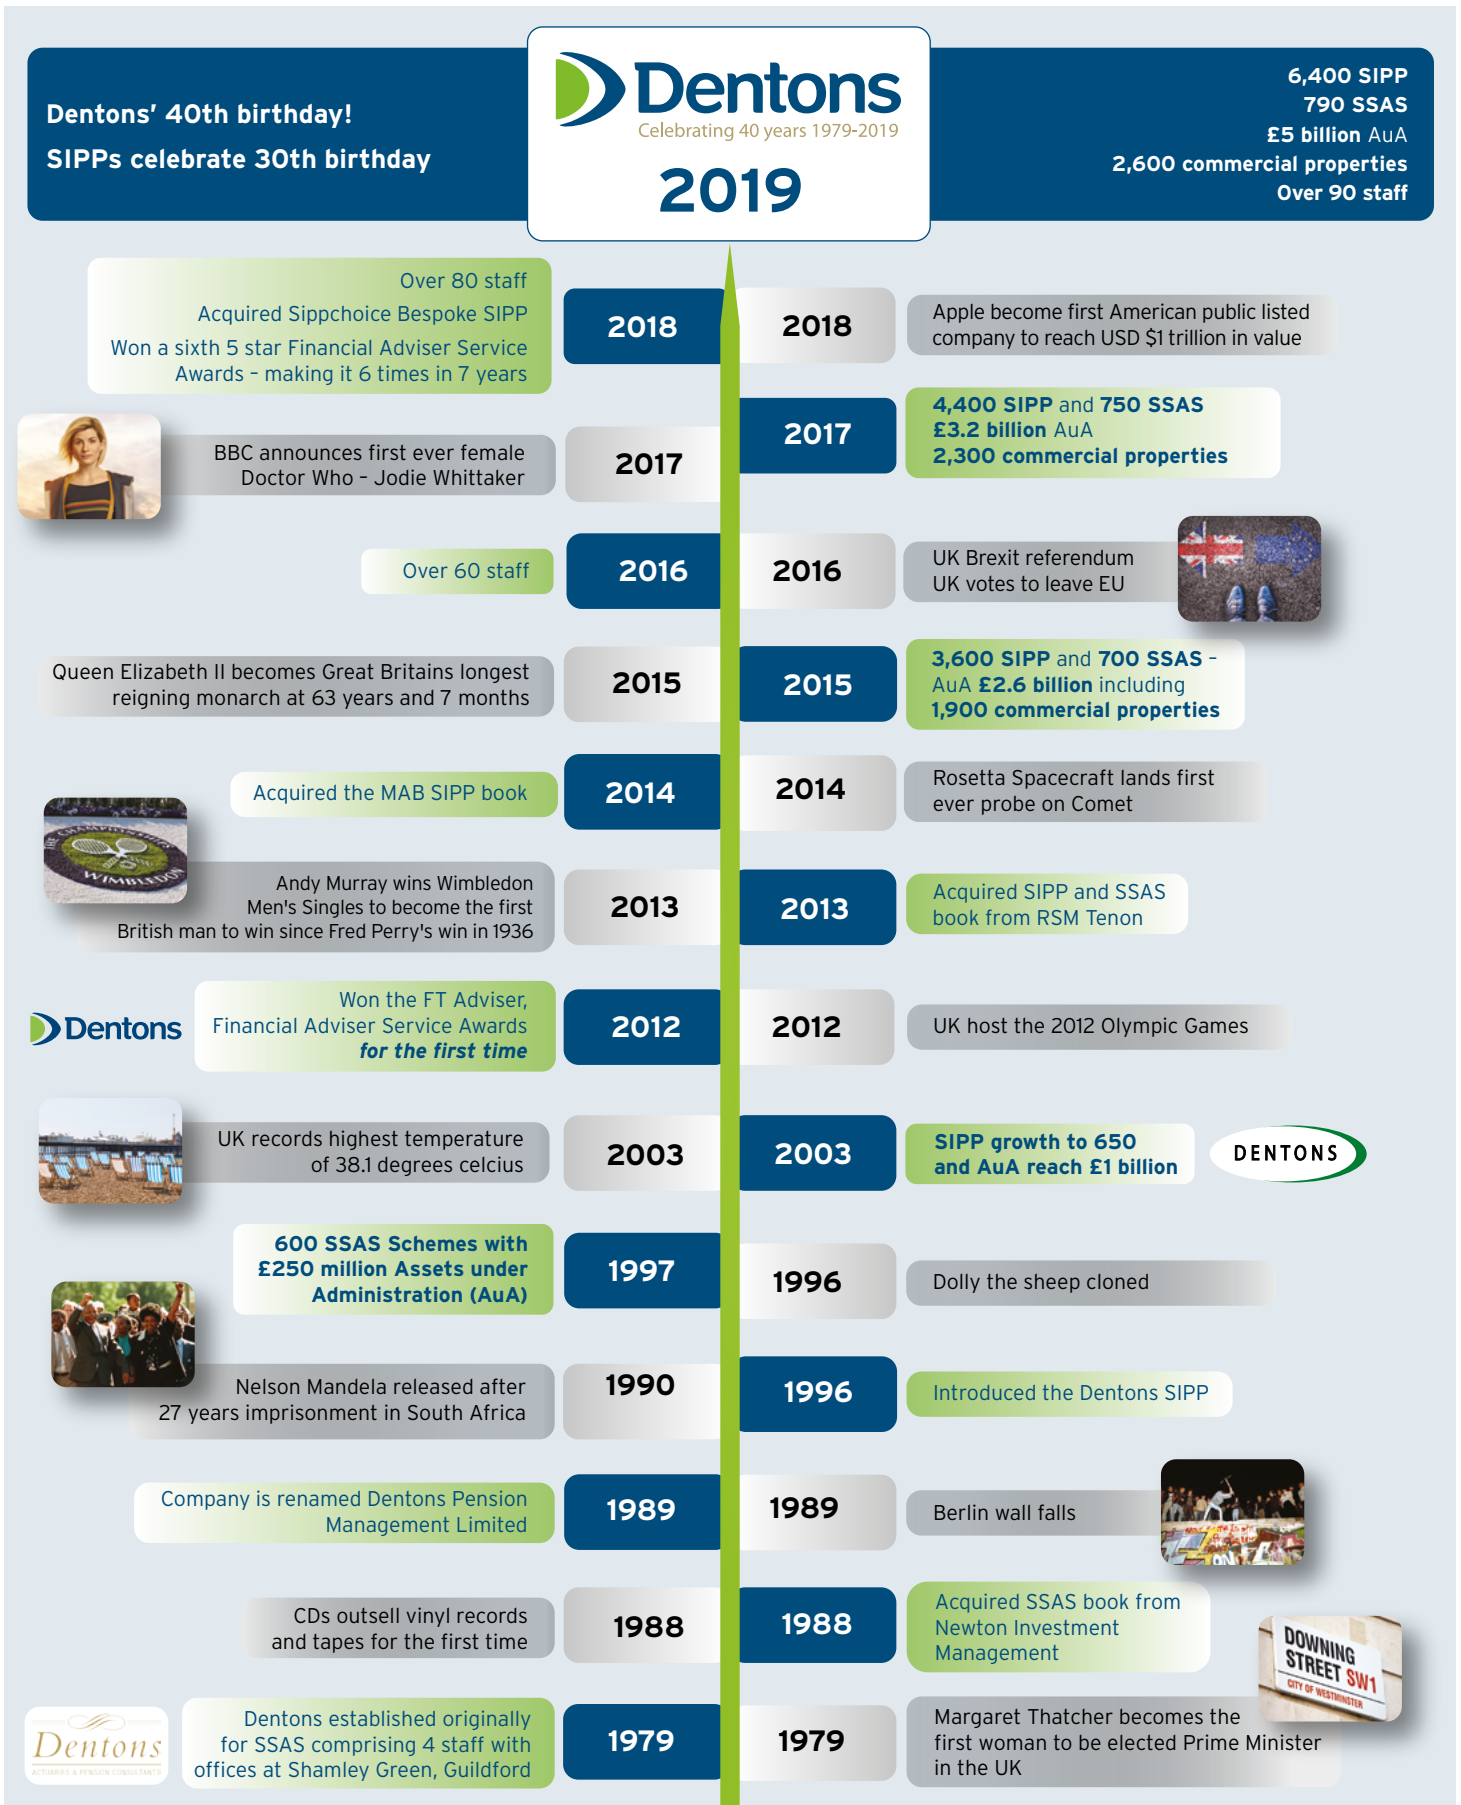 Dentons' 40th birthday!
SIPPs celebrate 30th birthday
Dentons
Celebrating 40 years 1979-2019
2019
6,400 SIPP
790 SSAS
£5 billion AuA
2,600 commercial properties
Over 90 staff
Over 80 staff
Acquired Sippchoice Bespoke SIPP
Won a sixth 5 star Financial Adviser Service
Awards – making it 6 times in 7 years
2018
2018
Apple become first American public listed
company to reach USD $1 trillion in value
2017
4,400 SIPP and 750 SSAS
£3.2 billion AuA
2,300 commercial properties
BBC announces first ever female
Doctor Who – Jodie Whittaker
2017
Over 60 staff
2016
2016
UK Brexit referendum
UK votes to leave EU
Queen Elizabeth II becomes Great Britains longest
reigning monarch at 63 years and 7 months
2015
2015
3,600 SIPP and 700 SSAS –
AuA £2.6 billion including
1,900 commercial properties
Acquired the MAB SIPP book
2014
2014
Rosetta Spacecraft lands first
ever probe on Comet
THE CHAMPIONSHIPS
WIMBLEDON
Andy Murray wins Wimbledon
Men's Singles to become the first
British man to win since Fred Perry's win in 1936
2013
2013
Acquired SIPP and SSAS
book from RSM Tenon
Dentons
Won the FT Adviser,
Financial Adviser Service Awards
for the first time
2012
2012
UK host the 2012 Olympic Games
UK records highest temperature
of 38.1 degrees celcius
2003
2003
SIPP growth to 650
and AuA reach £1 billion
DENTONS
600 SSAS Schemes with
£250 million Assets under
Administration (AuA)
1997
1996
Dolly the sheep cloned
Nelson Mandela released after
27 years imprisonment in South Africa
1990
1996
Introduced the Dentons SIPP
Company is renamed Dentons Pension
Management Limited
1989
1989
Berlin wall falls
CDs outsell vinyl records
and tapes for the first time
1988
1988
Acquired SSAS book from
Newton Investment
Management
DOWNING
STREET SW1
CITY OF WESTMINSTER
Dentons
ACTUARIES & PENSION CONSULTANTS
Dentons established originally
for SSAS comprising 4 staff with
offices at Shamley Green, Guildford
1979
1979
Margaret Thatcher becomes the
first woman to be elected Prime Minister
in the UK